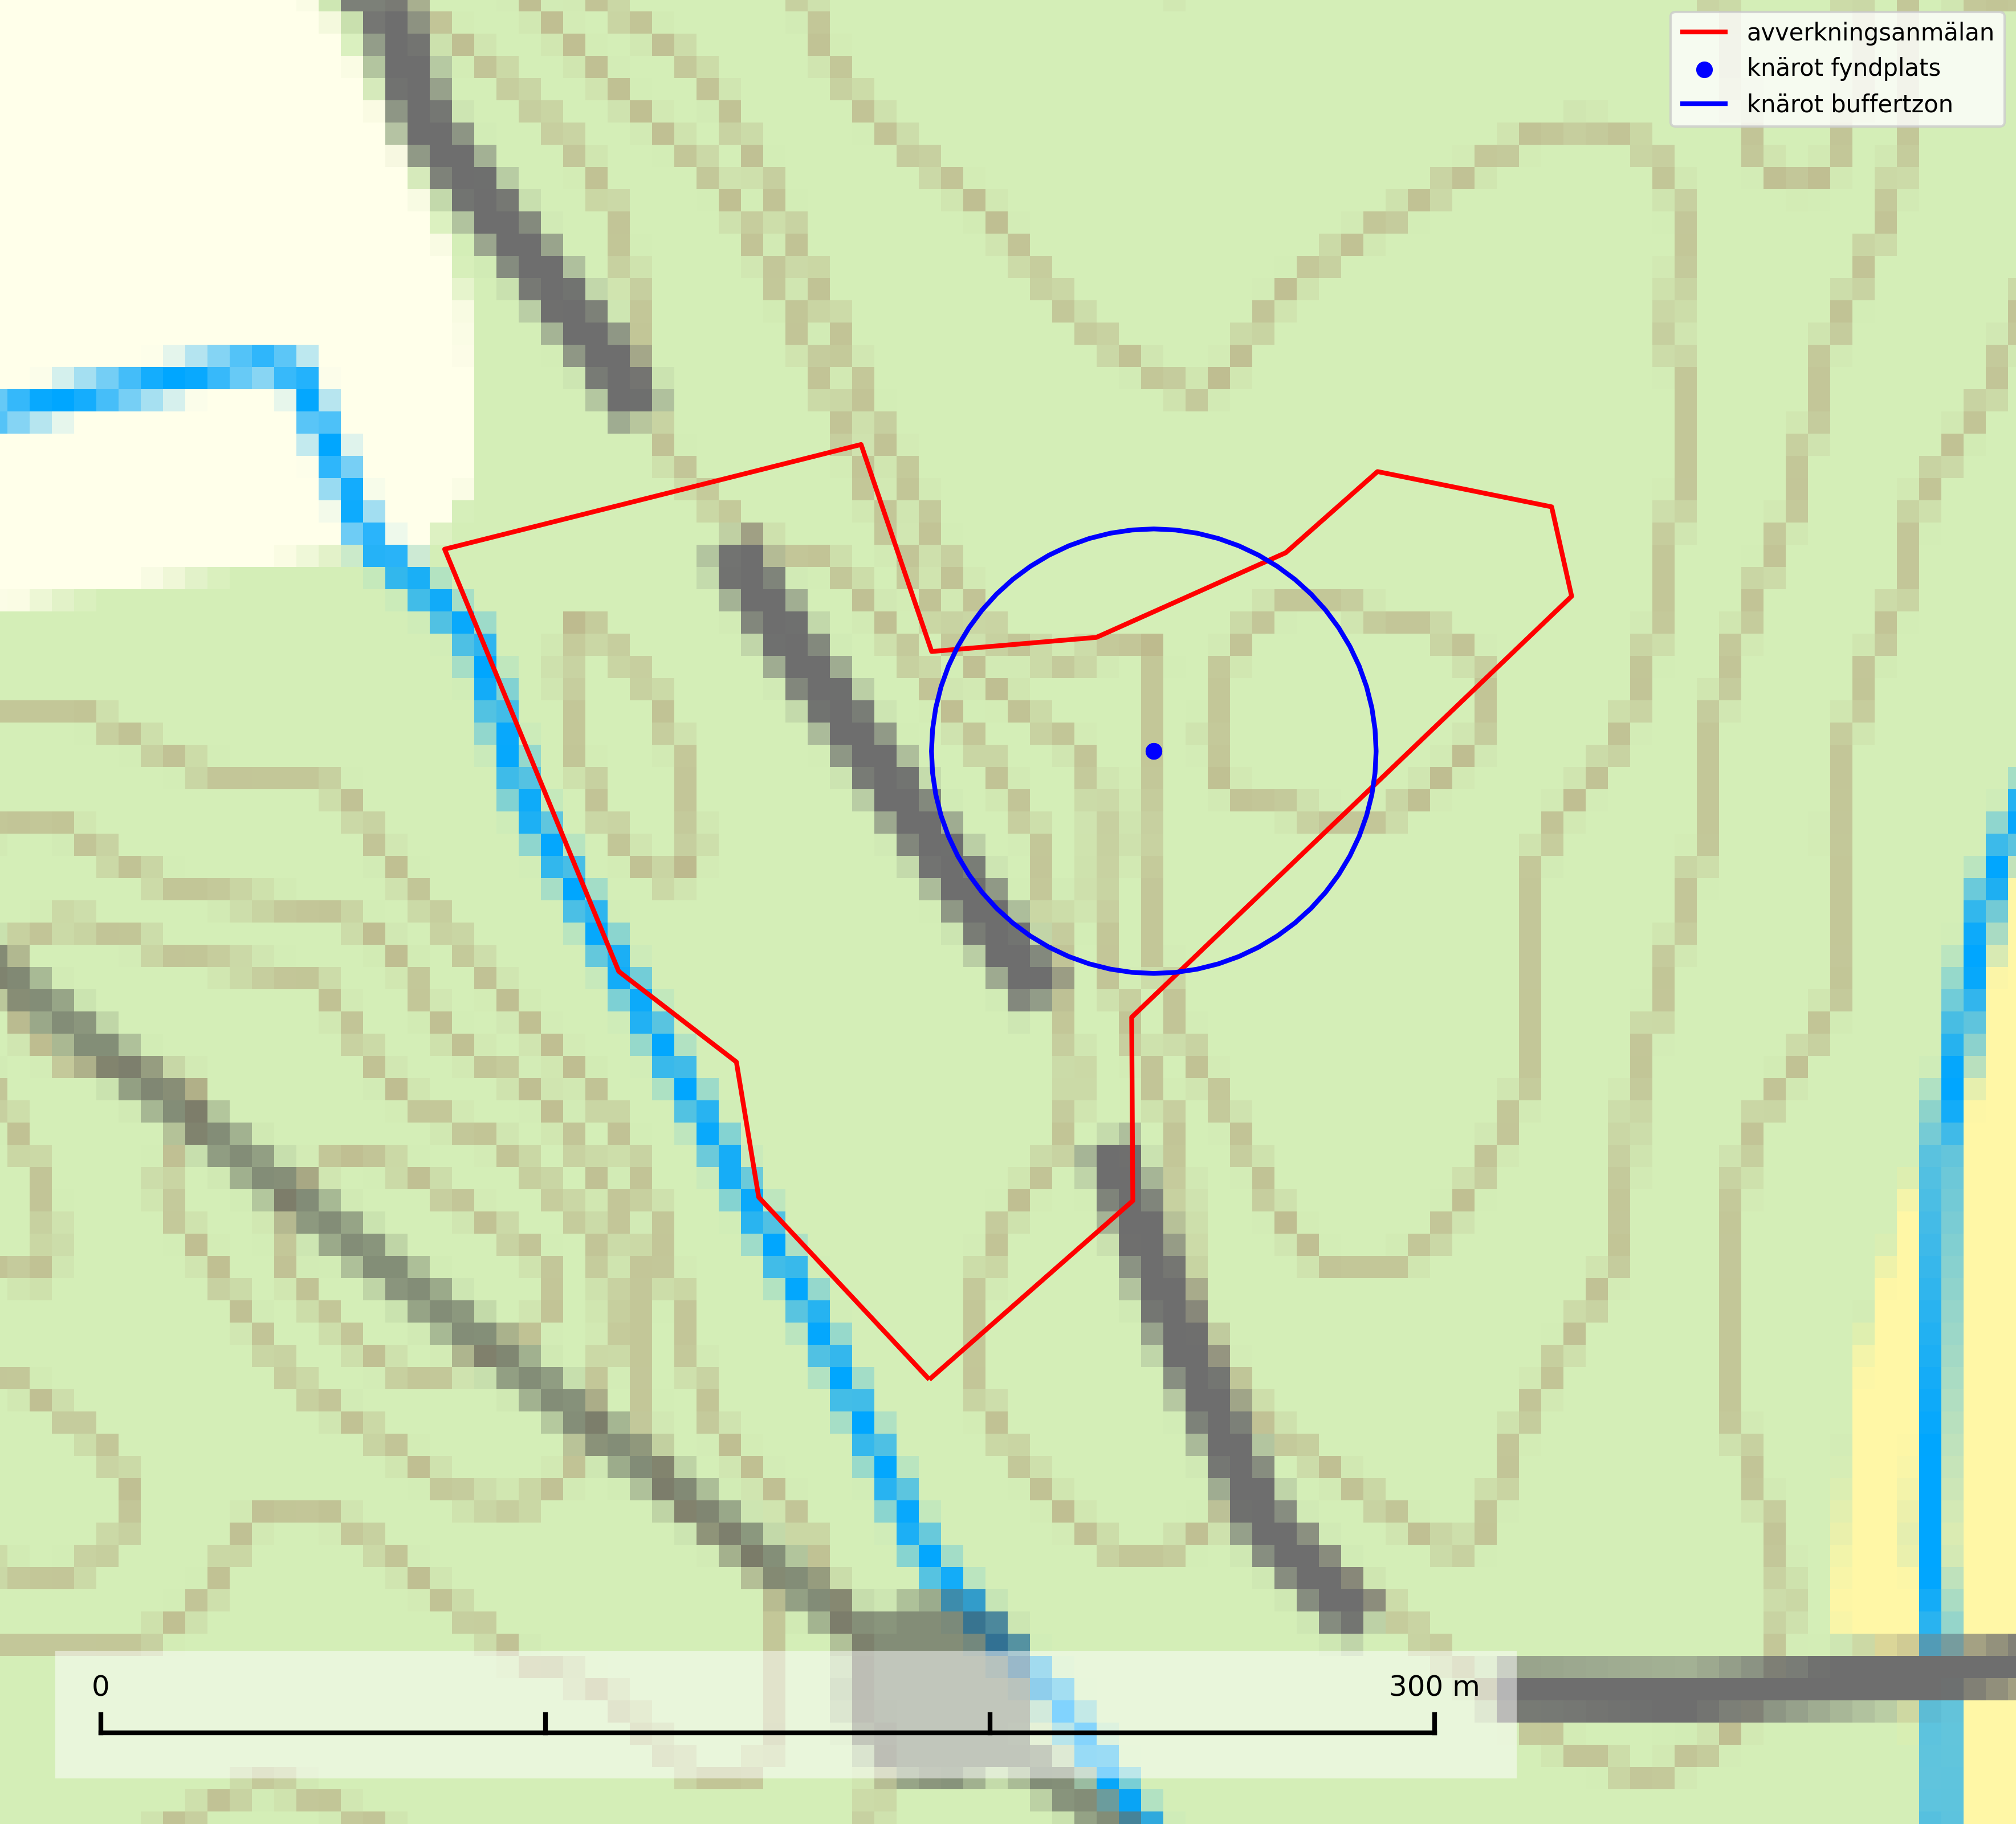 avverkningsanmälan
knärot fyndplats
knärot buffertzon
0 300 m